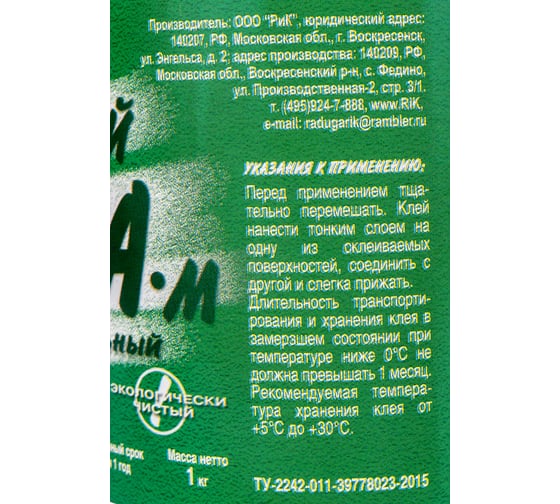 Производитель: ООО "РиК", юридический адрес:
140207, РФ, Московская обл., г. Воскресенск,
ул. Энгельса, д. 2; адрес производства: 140209, РФ,
Московская обл., Воскресенский р-н, с. Федино,
ул. Производственная-2, стр. 3/1.
т. (495)924-7-888, www.RiK.
e-mail: radugarik@rambler.ru
УКАЗАНИЯ К ПРИМЕНЕНИЮ:
Перед применением тща-
тельно перемешать. Клей
нанести тонким слоем на
одну из склеиваемых
поверхностей, соединить с
другой и слегка прижать.
Длительность транспорти-
рования и хранения клея в
замерзшем состоянии при
температуре ниже 0°С не
должна превышать 1 месяц.
Рекомендуемая темпера-
тура хранения клея от
+5°С до +30°С.
ТУ-2242-011-39778023-2015
Й
А-м
ный
ЭКОЛОГИЧЕСКИ
ЧИСТЫЙ
ный срок
1 год
Масса нетто
1 кг